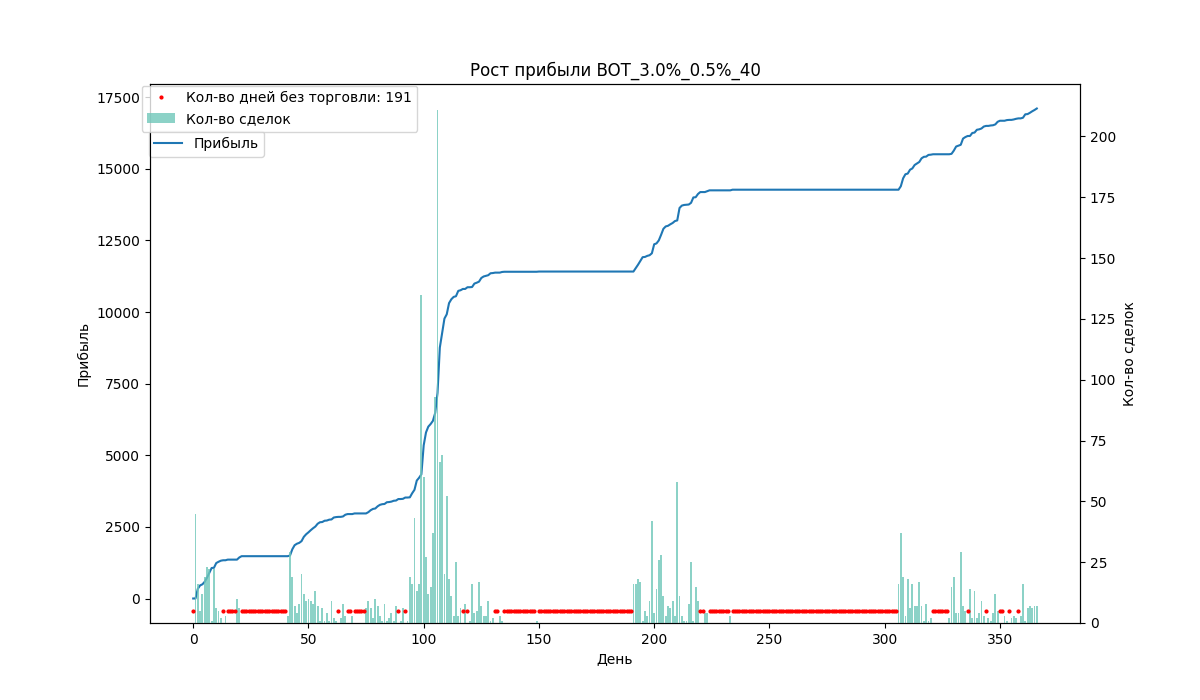 Рост прибыли BOT_3.0%_0.5%_40
Кол-во дней без торговли: 191
Кол-во сделок
Прибыль
17500
15000
12500
10000
7500
5000
2500
0
Прибыль
200
175
150
125
100
75
50
25
0
Кол-во сделок
0 50 100 150 200 250 300 350
День